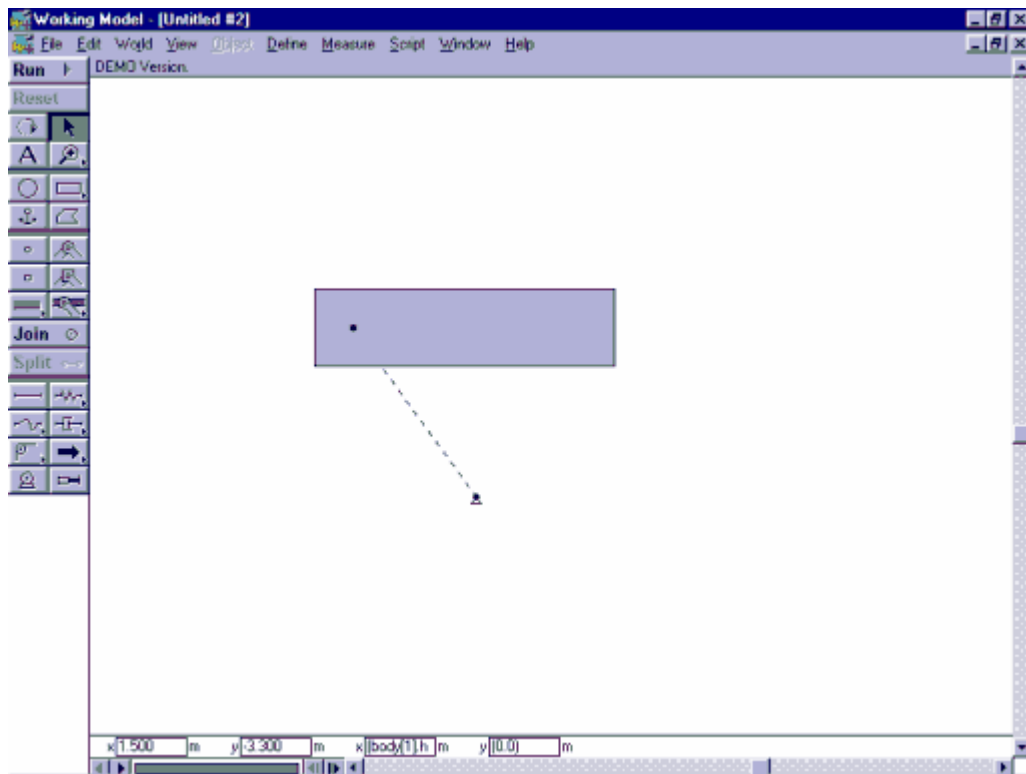 Working Model - [Untitled #2]
File Edit World View Object Define Measure Script Window Help
Run DEMO Version.
Reset
A
Join
Split
x 1.500 m y -3.300 m x (body[1].h m y (0.0) m